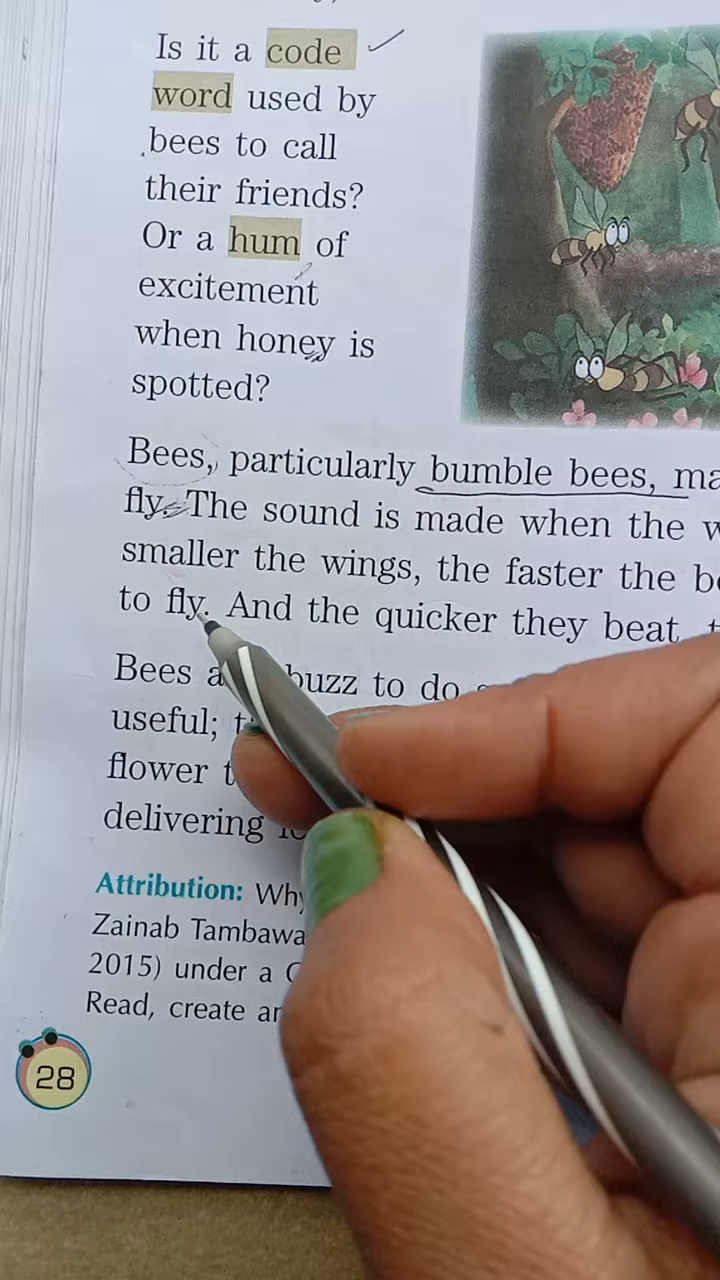 Is it a code
word used by
bees to call
their friends?
Or a hum of
excitement
when honey is
spotted?
Bees, particularly bumble bees,
fly. The sound is made when the
smaller the wings, the faster the
to fly. And the quicker they beat
Bees buzz to do
useful;
flower
delivering
Attribution: Why
Zainab
2015) under a
Read, create
28